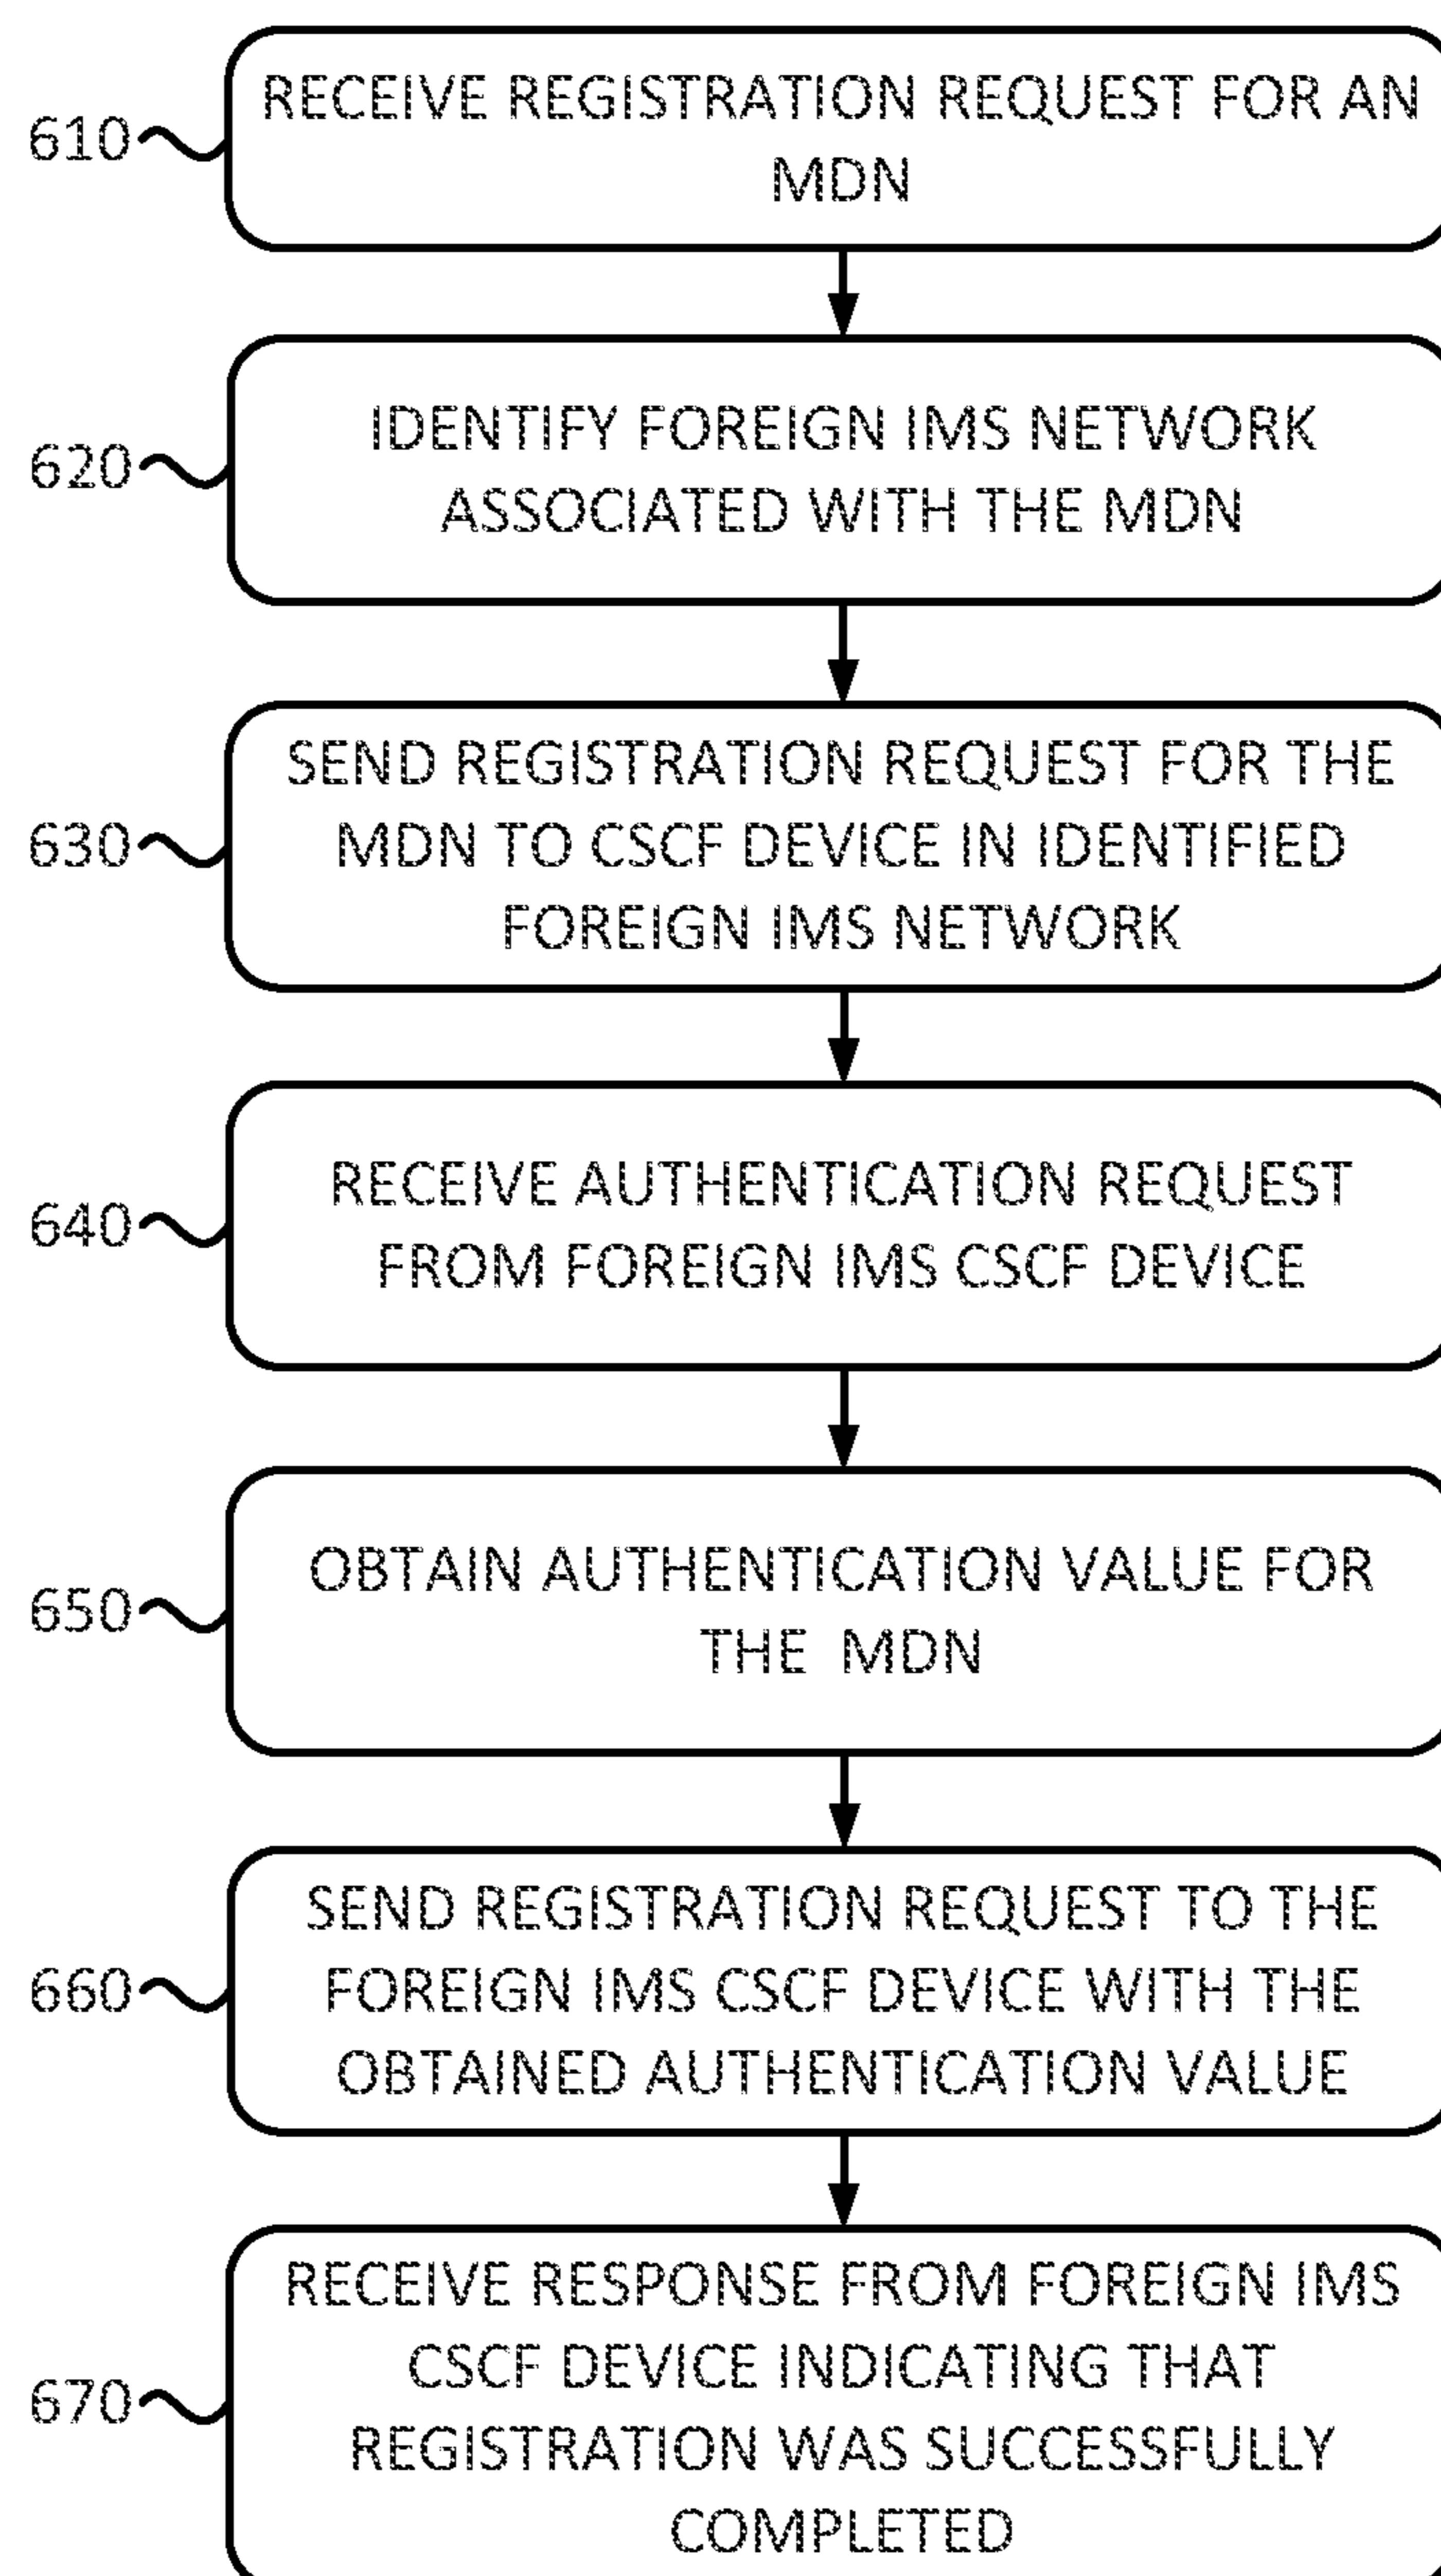 RECEIVE REGISTRATION REQUEST FOR AN
610
MDN
IDENTIFY FOREIGN IMS NETWORK
620
ASSOCIATED WITH THE MDN
SEND REGISTRATION REQUEST FOR THE
630
MDN TO CSCF DEVICE IN IDENTIFIED
FOREIGN IMS NETWORK
RECEIVE AUTHENTICATION REQUEST
640
FROM FOREIGN IMS CSCF DEVICE
OBTAIN AUTHENTICATION VALUE FOR
650
THE MDN
SEND REGISTRATION REQUEST TO THE
660
FOREIGN IMS CSCF DEVICE WITH THE
OBTAINED AUTHENTICATION VALUE
RECEIVE RESPONSE FROM FOREIGN IMS
CSCF DEVICE INDICATING THAT
670
REGISTRATION WAS SUCCESSFULLY
COMPLETED